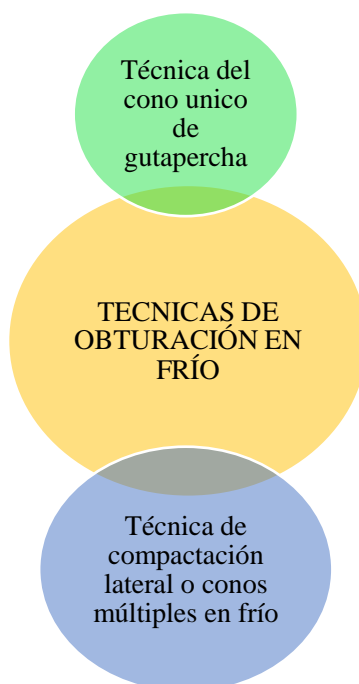 Técnica del
cono unico
de
gutapercha
TECNICAS DE
OBTURACIÓN EN
FRÍO
Técnica de
compactación
lateral o conos
múltiples en frío